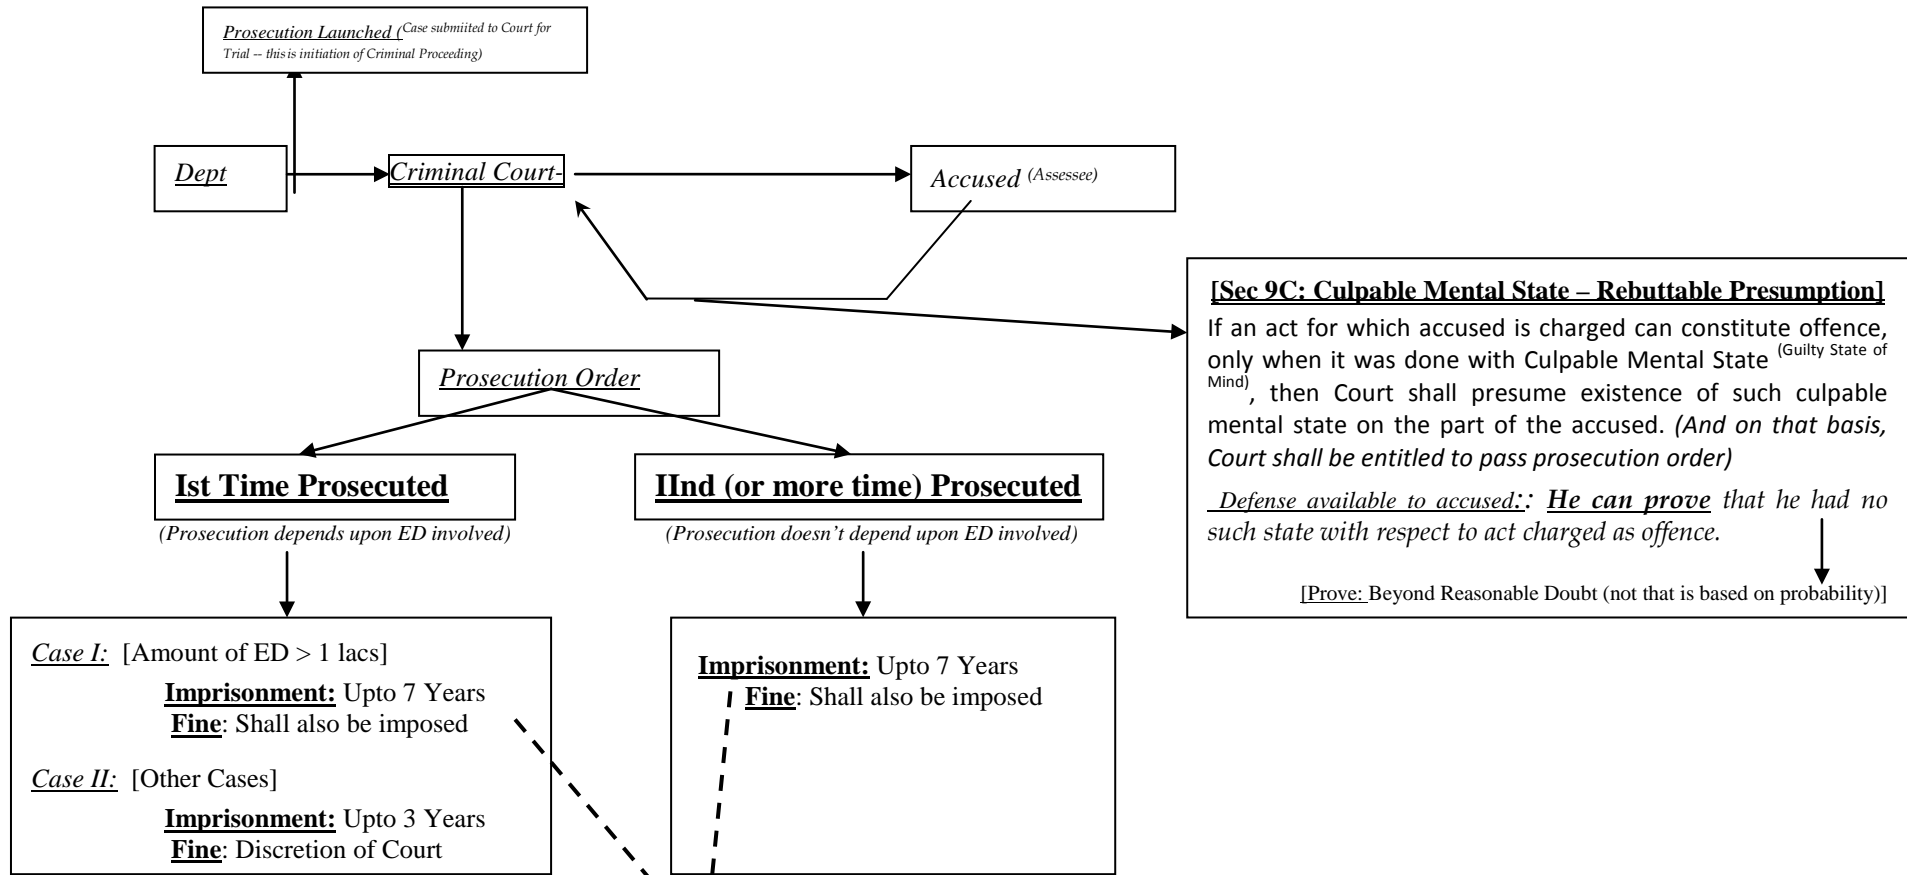 Prosecution Launched (Case submiited to Court for
Trial -- this is initiation of Criminal Proceeding)
Dept
Criminal Court-
Accused (Assessee)
[Sec 9C: Culpable Mental State – Rebuttable Presumption]
If an act for which accused is charged can constitute offence,
only when it was done with Culpable Mental State (Guilty State of
Mind), then Court shall presume existence of such culpable
mental state on the part of the accused. (And on that basis,
Court shall be entitled to pass prosecution order)
Defense available to accused:: He can prove that he had no
such state with respect to act charged as offence.
[Prove: Beyond Reasonable Doubt (not that is based on probability)]
Prosecution Order
Ist Time Prosecuted
(Prosecution depends upon ED involved)
IInd (or more time) Prosecuted
(Prosecution doesn't depend upon ED involved)
Case I: [Amount of ED > 1 lacs]
Imprisonment: Upto 7 Years
Fine: Shall also be imposed
Case II: [Other Cases]
Imprisonment: Upto 3 Years
Fine: Discretion of Court
Imprisonment: Upto 7 Years
Fine: Shall also be imposed